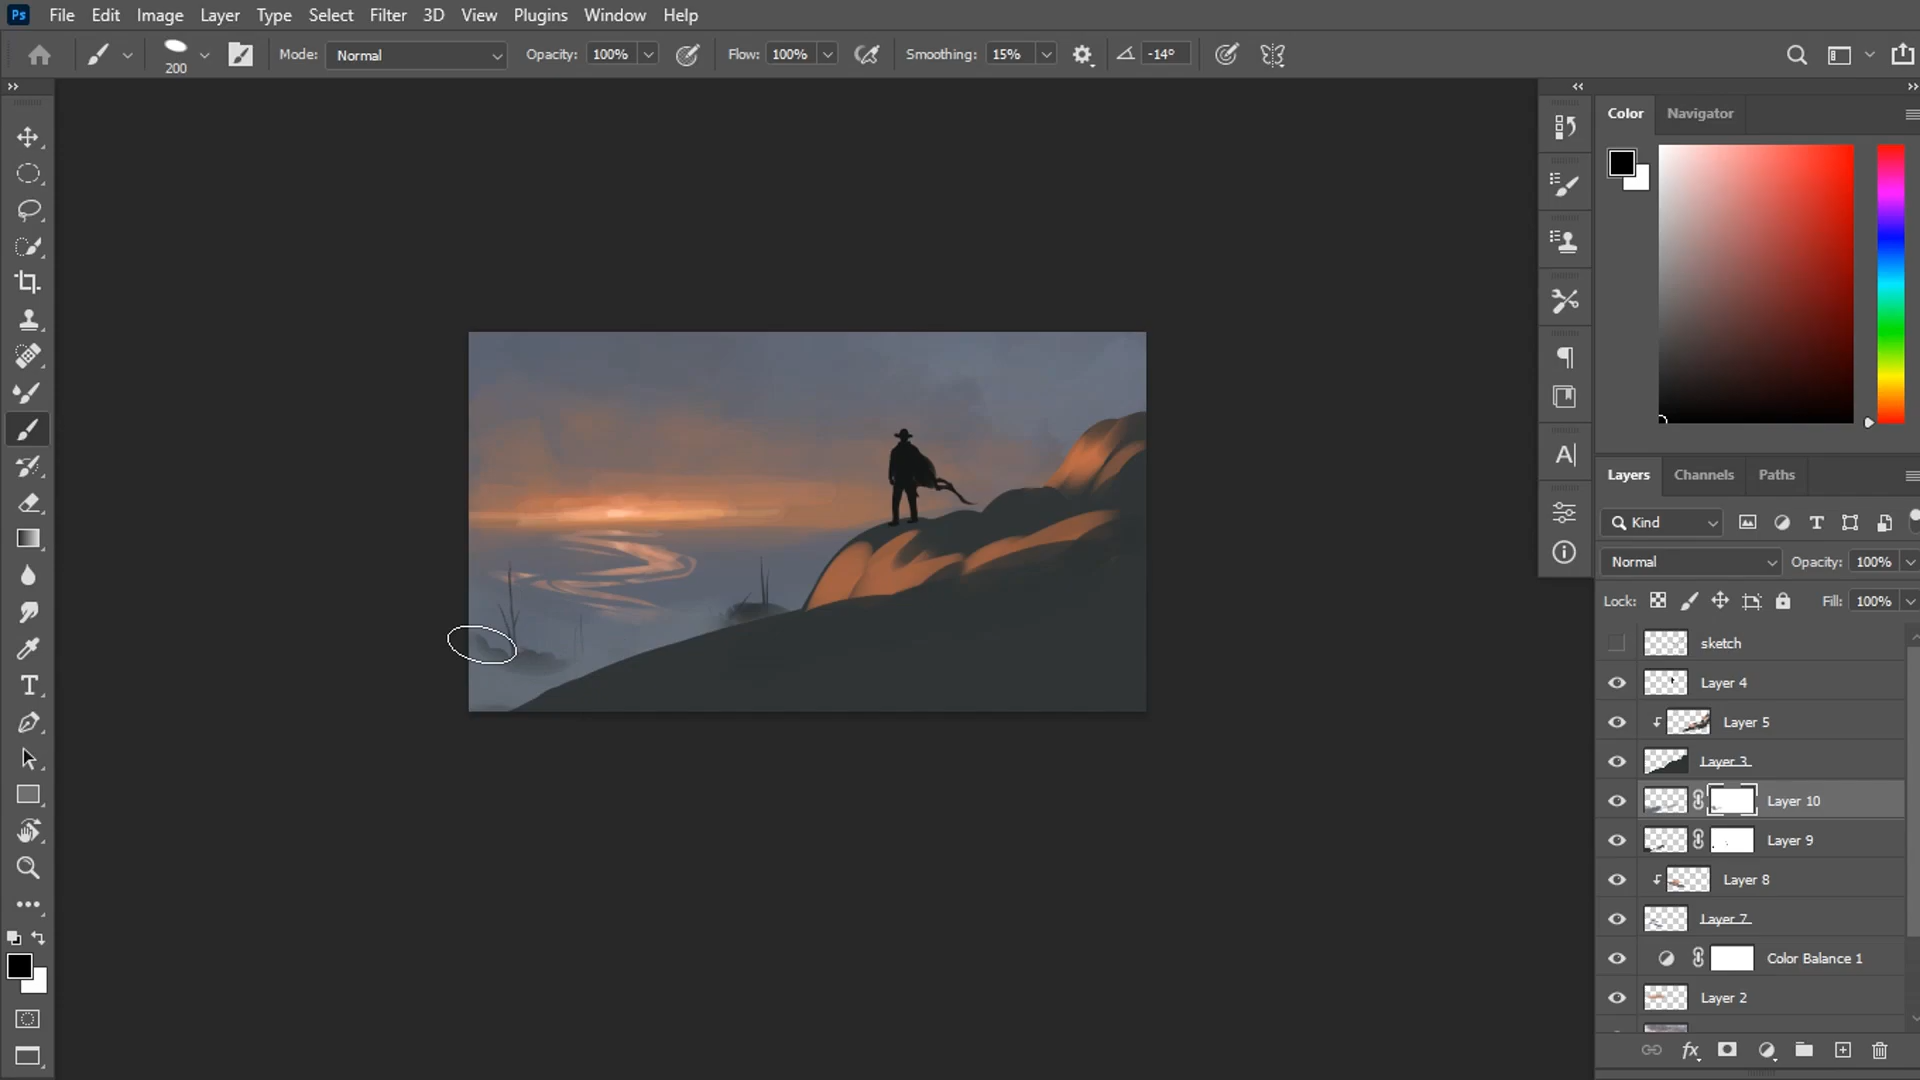 Ps File Edit Image Layer Type Select Filter 3D View Plugins Window Help
200 Mode: Normal Opacity: 100% Flow: 100% Smoothing: 15% -14°
Color Navigator
Layers Channels Paths
Kind
Normal Opacity: 100%
Lock: Fill: 100%
sketch
Layer 4
Layer 5
Layer 3
Layer 10
Layer 9
Layer 8
Layer 7
Color Balance 1
Layer 2
fx